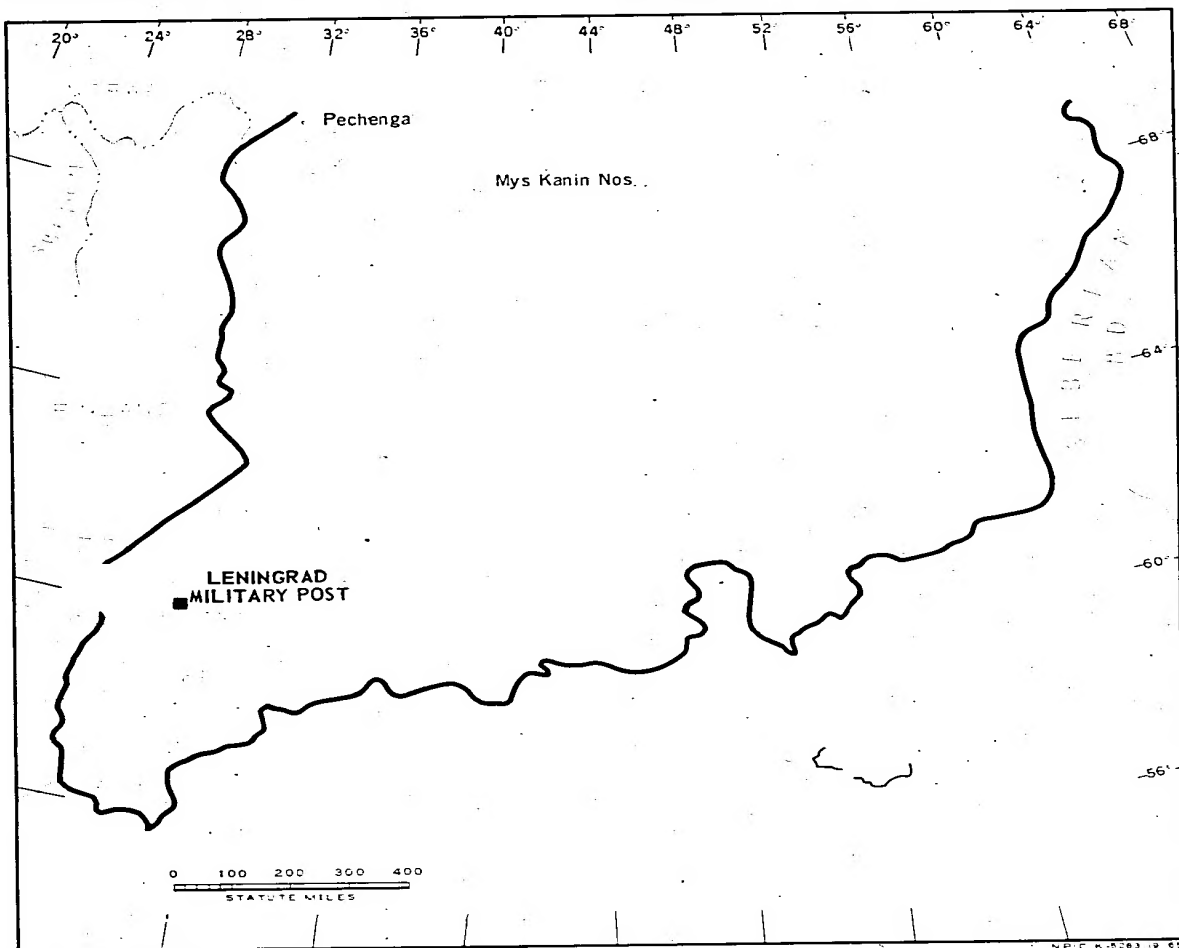 20° 24° 28° 32° 36° 40° 44° 48° 52° 56° 60° 64° 68°
Pechenga
68°
Mys Kanin Nos
SIBERIAN
64°
60°
LENINGRAD
MILITARY POST
56°
0 100 200 300 400
STATUTE MILES